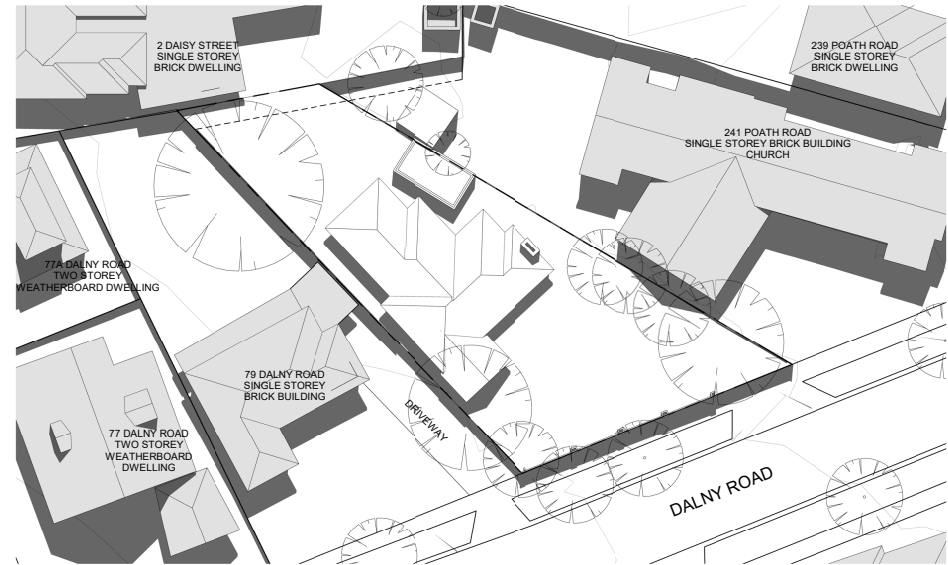 2 DAISY STREET
SINGLE STOREY
BRICK DWELLING
239 POATH ROAD
SINGLE STOREY
BRICK DWELLING
241 POATH ROAD
SINGLE STOREY BRICK BUILDING
CHURCH
77A DALNY ROAD
TWO STOREY
WEATHERBOARD DWELLING
79 DALNY ROAD
SINGLE STOREY
BRICK BUILDING
DRIVEWAY
77 DALNY ROAD
TWO STOREY
WEATHERBOARD
DWELLING
DALNY ROAD